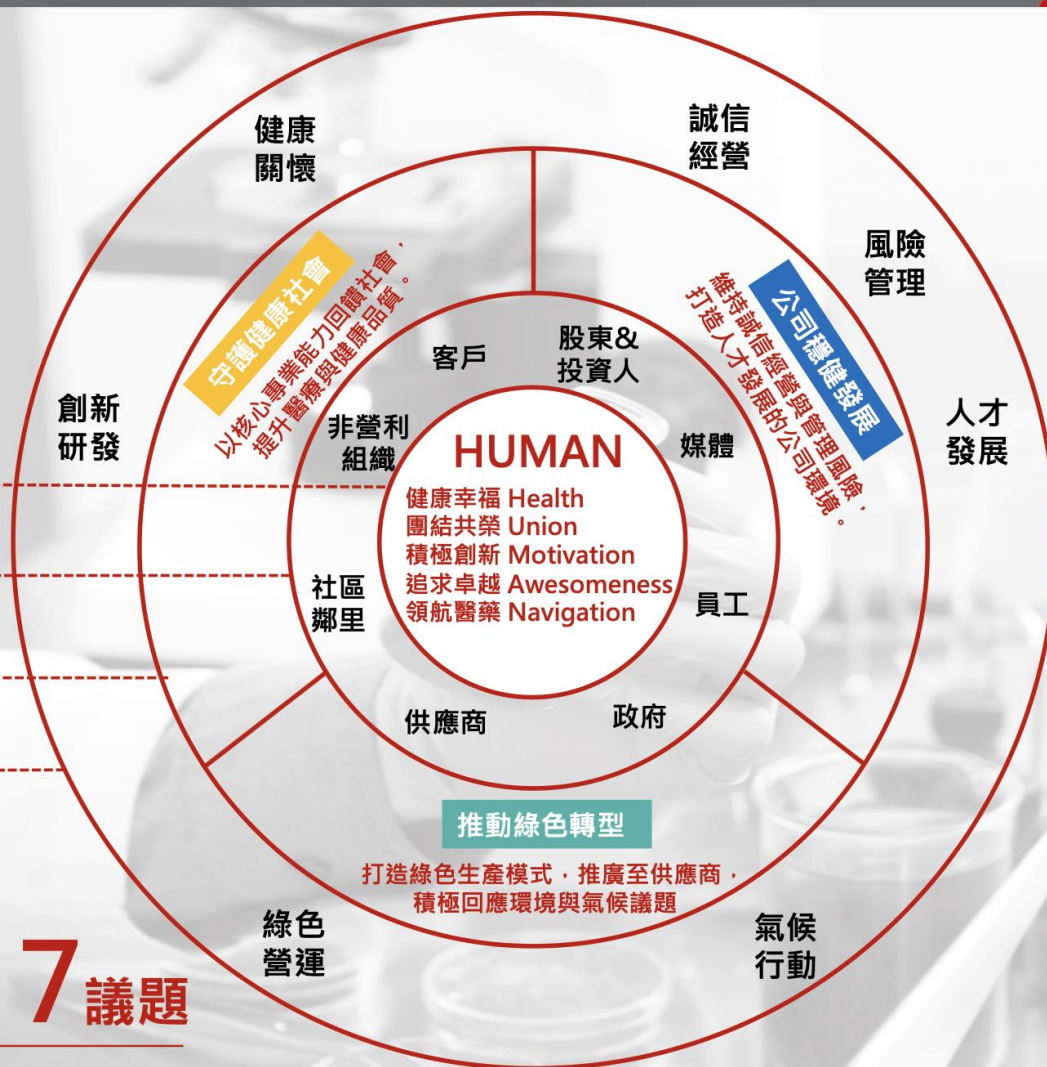 健康
關懷
誠信
經營
風險
管理
人才
發展
創新
研發
守護健康社會
以核心專業能力回饋社會，
提升醫療與健康品質。
公司穩健發展
維持誠信經營與管理風險，
打造人才發展的公司環境。
客戶
股東&
投資人
非營利
組織
媒體
HUMAN
健康幸福 Health
團結共榮 Union
積極創新 Motivation
追求卓越 Awesomeness
領航醫藥 Navigation
社區
鄰里
員工
供應商
政府
推動綠色轉型
打造綠色生產模式，推廣至供應商，
積極回應環境與氣候議題
綠色
營運
氣候
行動
7議題